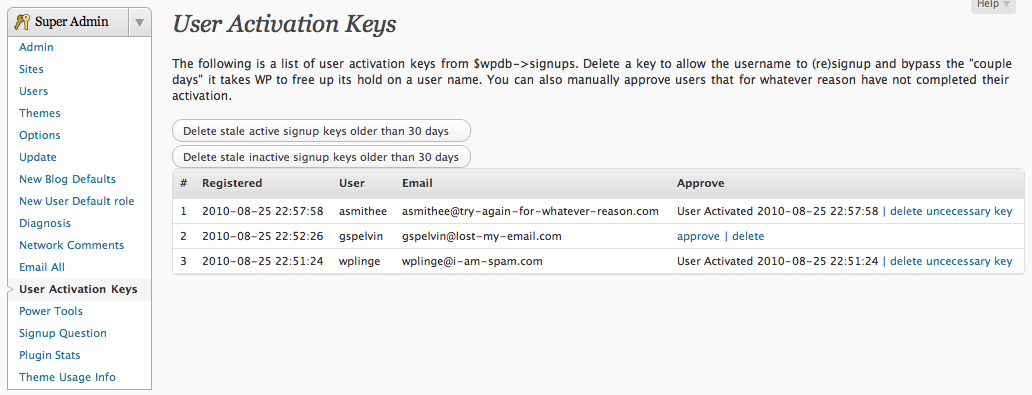 Help
Super Admin
Admin
Sites
Users
Themes
Options
Update
New Blog Defaults
New User Default role
Diagnosis
Network Comments
Email All
User Activation Keys
Power Tools
Signup Question
Plugin Stats
Theme Usage Info
User Activation Keys
The following is a list of user activation keys from $wpdb->signups. Delete a key to allow the username to (re)signup and bypass the "couple
days" it takes WP to free up its hold on a user name. You can also manually approve users that for whatever reason have not completed their
activation.
Delete stale active signup keys older than 30 days
Delete stale inactive signup keys older than 30 days
# Registered User Email Approve
1 2010-08-25 22:57:58 asmithee asmithee@try-again-for-whatever-reason.com User Activated 2010-08-25 22:57:58 | delete uncecessary key
2 2010-08-25 22:52:26 gspelvin gspelvin@lost-my-email.com approve | delete
3 2010-08-25 22:51:24 wplinge wplinge@i-am-spam.com User Activated 2010-08-25 22:51:24 | delete uncecessary key